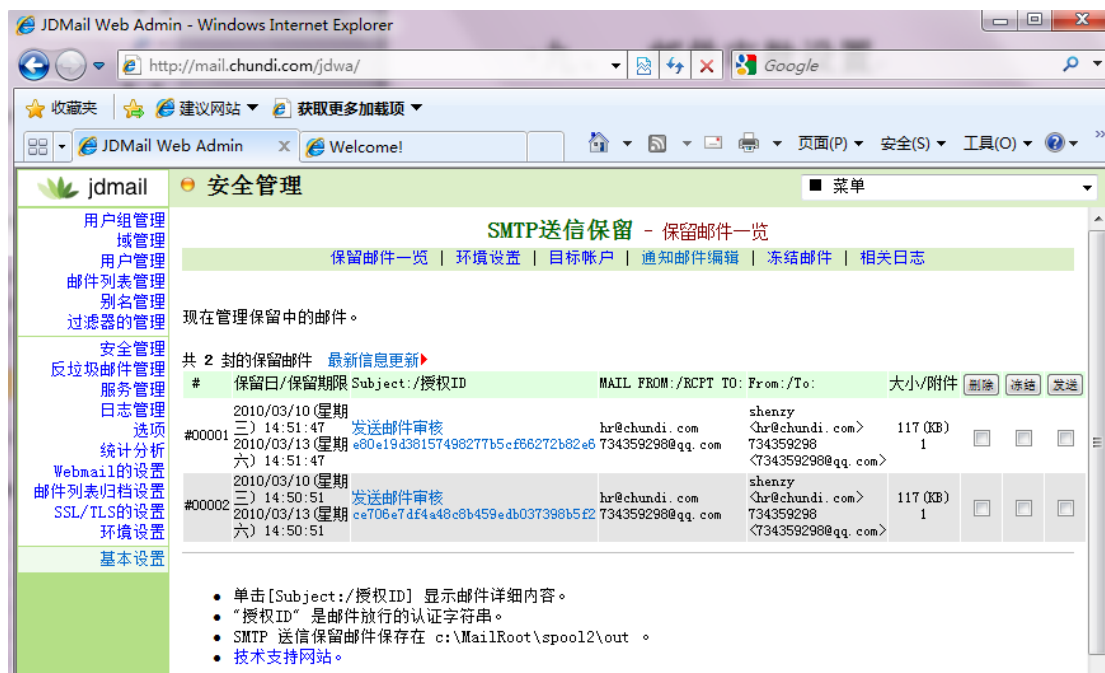 JDMail Web Admin - Windows Internet Explorer
http://mail.chundi.com/jdwa/
Google
收藏夹 建议网站 获取更多加载项
JDMail Web Admin x Welcome! 页面(P) 安全(S) 工具(O)
jdmail 安全管理 ■ 菜单
用户组管理
域管理
用户管理
邮件列表管理
别名管理
过滤器的管理
安全管理
反垃圾邮件管理
服务管理
日志管理
选项
统计分析
Webmail的设置
邮件列表归档设置
SSL/TLS的设置
环境设置
基本设置
SMTP送信保留 - 保留邮件一览
保留邮件一览 | 环境设置 | 目标帐户 | 通知邮件编辑 | 冻结邮件 | 相关日志
现在管理保留中的邮件。
共 2 封的保留邮件 最新信息更新
# 保留日/保留期限 Subject:/授权ID MAIL FROM:/RCPT TO: From:/To: 大小/附件 删除 冻结 发送
#00001
2010/03/10(星期
三) 14:51:47
2010/03/13(星期
六) 14:51:47
发送邮件审核
e80e19d38157498277b5cf66272b82e6
hr@chundi.com
734359298@qq.com
shenzy
<hr@chundi.com>
734359298
<734359298@qq.com>
117(KB)
1
#00002
2010/03/10(星期
三) 14:50:51
2010/03/13(星期
六) 14:50:51
发送邮件审核
ce706e7df4a48c8b459edb037398b5f2
hr@chundi.com
734359298@qq.com
shenzy
<hr@chundi.com>
734359298
<734359298@qq.com>
117(KB)
1
• 单击[Subject:/授权ID] 显示邮件详细内容。
• "授权ID" 是邮件放行的认证字符串。
• SMTP 送信保留邮件保存在 c:\MailRoot\spool2\out 。
• 技术支持网站。